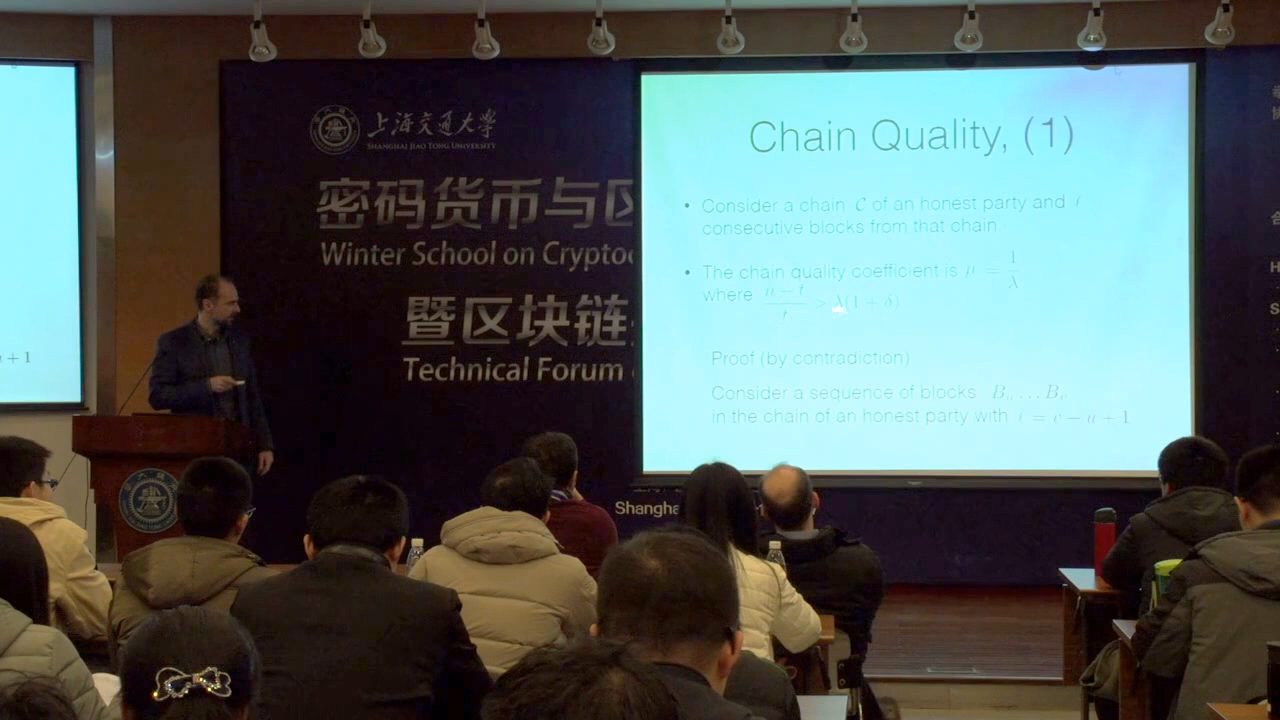 上海交通大学
SHANGHAI JIAO TONG UNIVERSITY
密码货币与区
Winter School on Cryptoc
暨区块链
Technical Forum
Shangha
Chain Quality, (1)
• Consider a chain C of an honest party and ℓ
consecutive blocks from that chain.
• The chain quality coefficient is μ = 1/λ
where > λ(1 + δ)
Proof (by contradiction)
Consider a sequence of blocks B_u ... B_v
in the chain of an honest party with ℓ = v − u + 1
+ 1